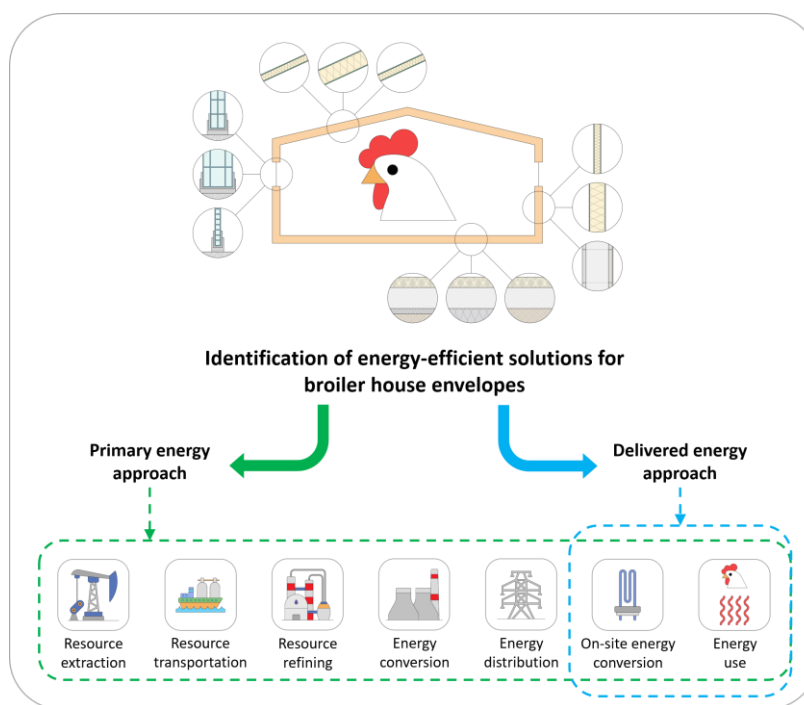 Identification of energy-efficient solutions for
broiler house envelopes
Primary energy
approach
Delivered energy
approach
Resource
extraction
Resource
transportation
Resource
refining
Energy
conversion
Energy
distribution
On-site energy
conversion
Energy
use